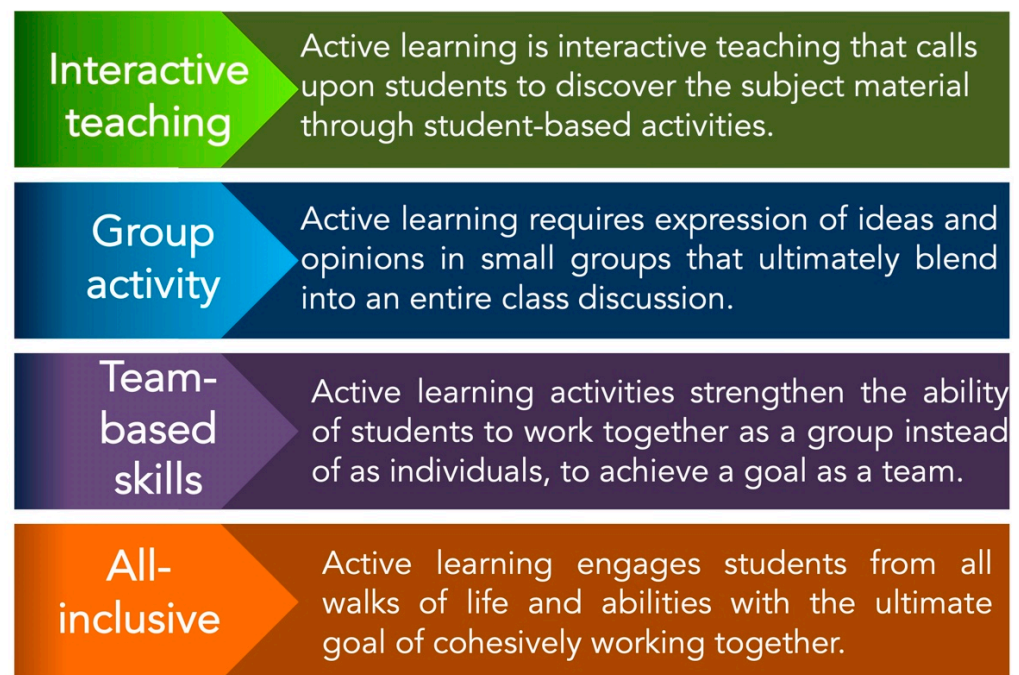 Interactive
teaching
Active learning is interactive teaching that calls
upon students to discover the subject material
through student-based activities.
Group
activity
Active learning requires expression of ideas and
opinions in small groups that ultimately blend
into an entire class discussion.
Team-
based
skills
Active learning activities strengthen the ability
of students to work together as a group instead
of as individuals, to achieve a goal as a team.
All-
inclusive
Active learning engages students from all
walks of life and abilities with the ultimate
goal of cohesively working together.